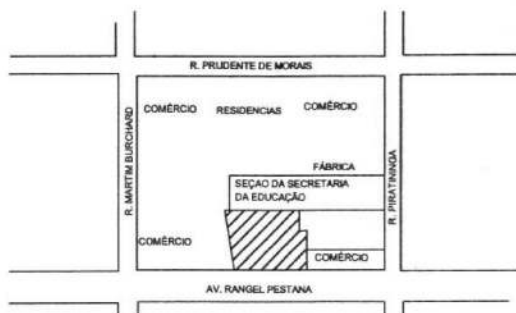 R. PRUDENTE DE MORAIS
COMÉRCIO
RESIDENCIAS
COMÉRCIO
R. MARTIM BURCHARD
FÁBRICA
SEÇAO DA SECRETARIA
DA EDUCAÇÃO
R. PIRATININGA
COMÉRCIO
COMÉRCIO
AV. RANGEL PESTANA